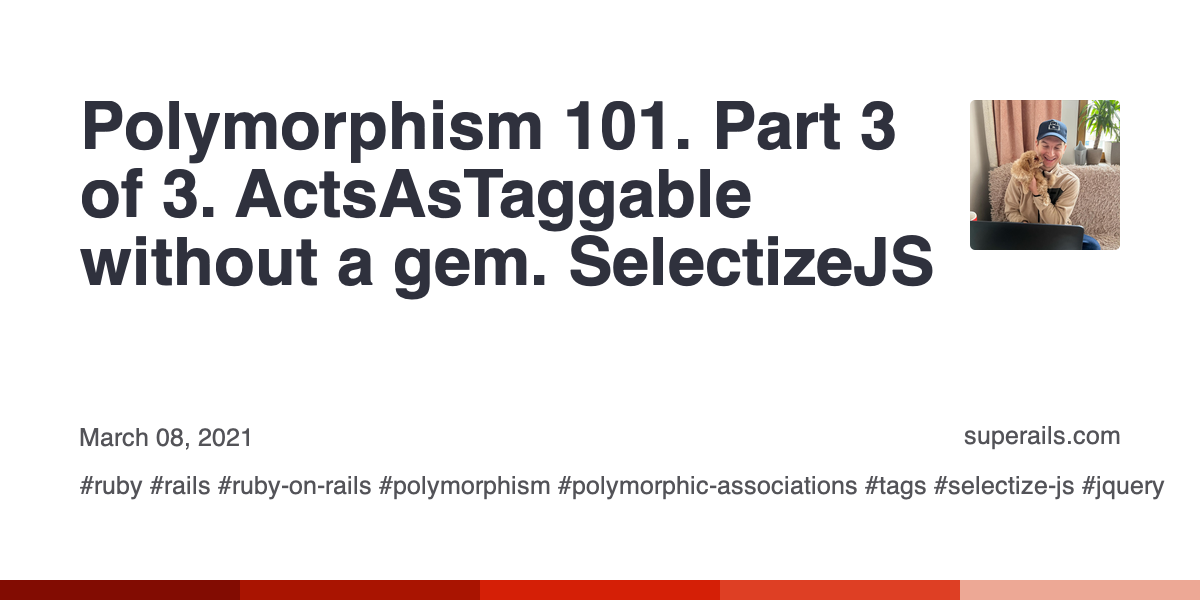 Polymorphism 101. Part 3
of 3. ActsAsTaggable
without a gem. SelectizeJS
March 08, 2021
superails.com
#ruby #rails #ruby-on-rails #polymorphism #polymorphic-associations #tags #selectize-js #jquery